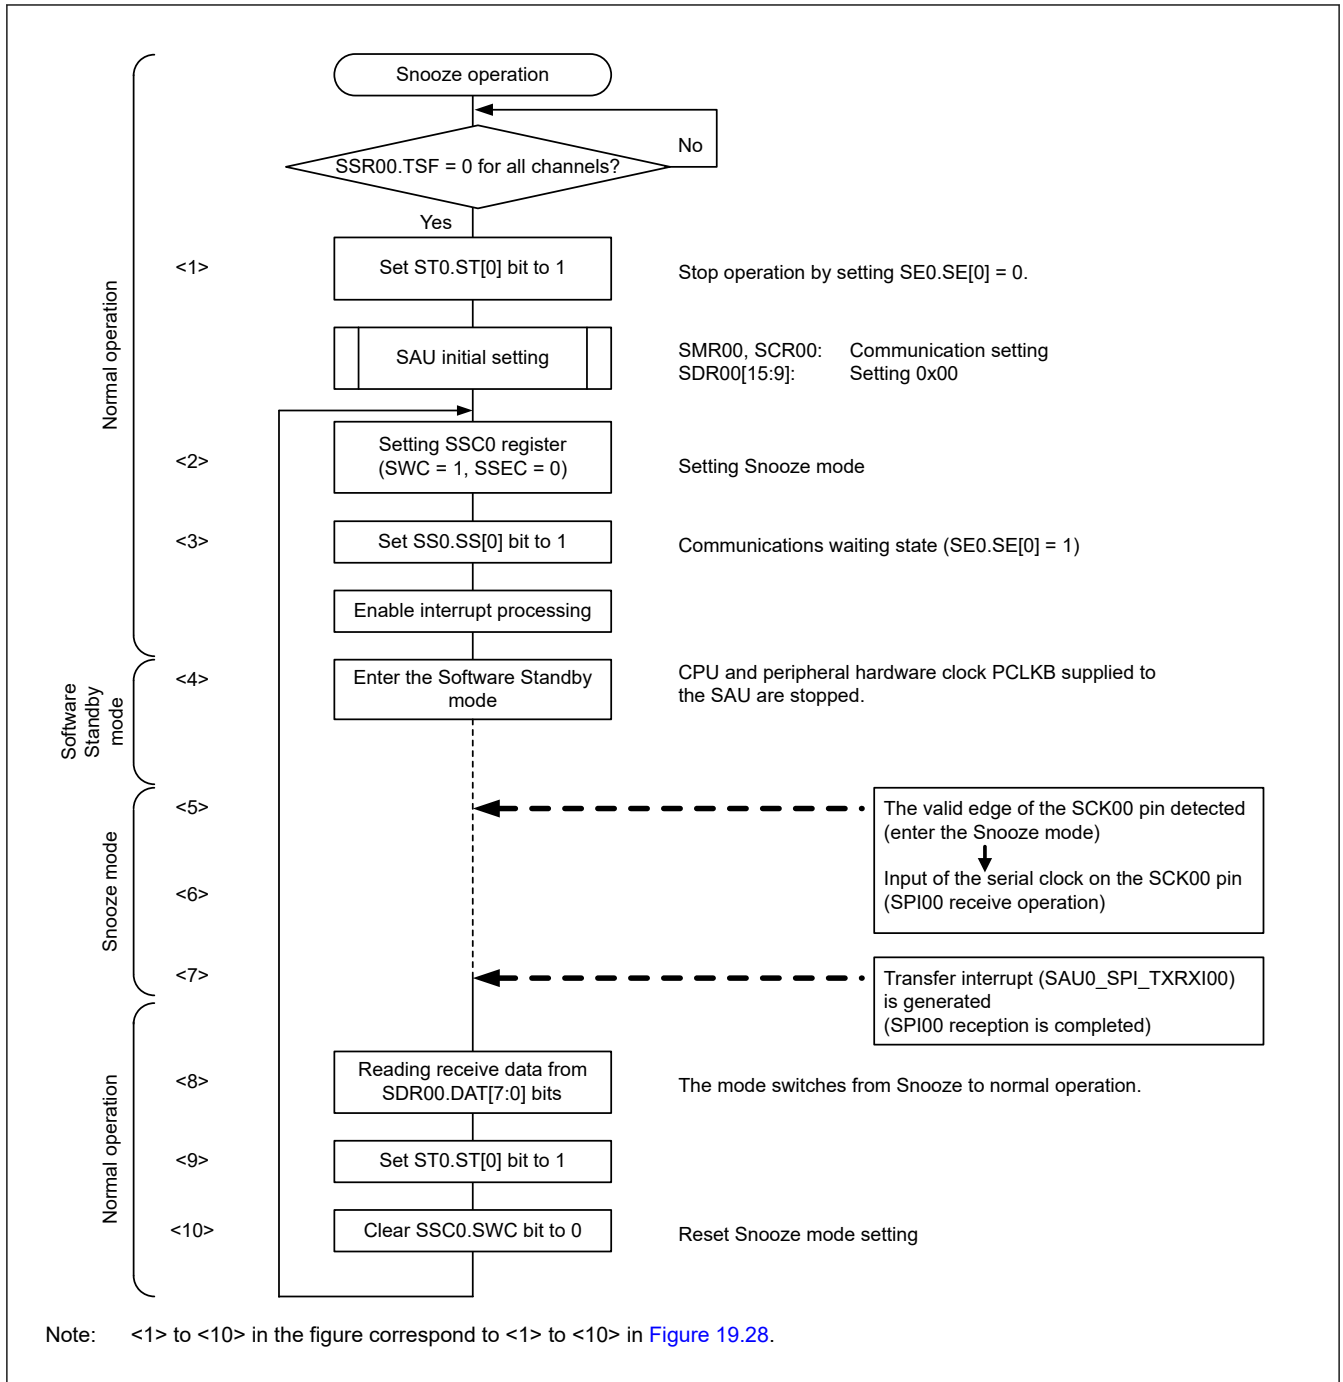 Snooze operation
No
SSR00.TSF = 0 for all channels?
Yes
<1>
Set ST0.ST[0] bit to 1
Stop operation by setting SE0.SE[0] = 0.
Normal operation
SAU initial setting
SMR00, SCR00: Communication setting
SDR00[15:9]: Setting 0x00
<2>
Setting SSC0 register
(SWC = 1, SSEC = 0)
Setting Snooze mode
<3>
Set SS0.SS[0] bit to 1
Communications waiting state (SE0.SE[0] = 1)
Enable interrupt processing
Software
Standby
mode
<4>
Enter the Software Standby
mode
CPU and peripheral hardware clock PCLKB supplied to
the SAU are stopped.
Snooze mode
<5>
The valid edge of the SCK00 pin detected
(enter the Snooze mode)
<6>
Input of the serial clock on the SCK00 pin
(SPI00 receive operation)
<7>
Transfer interrupt (SAU0_SPI_TXRXI00)
is generated
(SPI00 reception is completed)
Normal operation
<8>
Reading receive data from
SDR00.DAT[7:0] bits
The mode switches from Snooze to normal operation.
<9>
Set ST0.ST[0] bit to 1
<10>
Clear SSC0.SWC bit to 0
Reset Snooze mode setting
Note: <1> to <10> in the figure correspond to <1> to <10> in Figure 19.28.